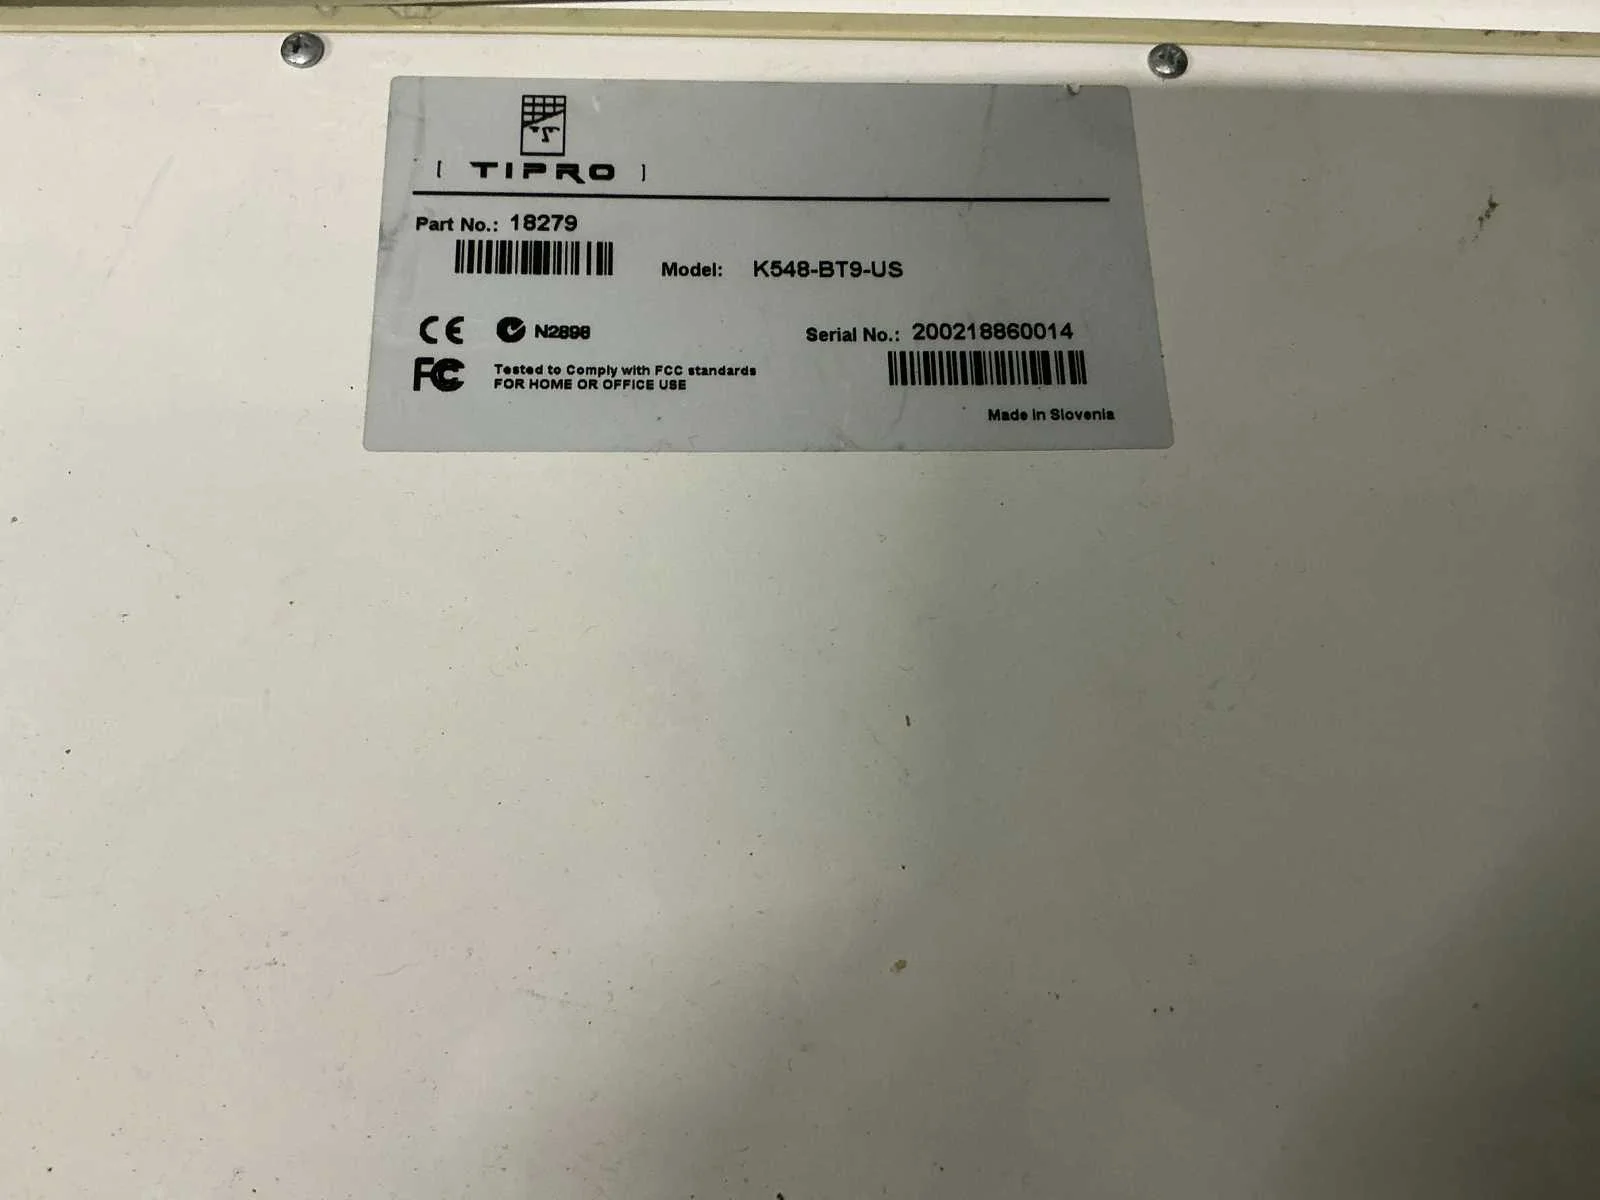 [ TIPRO ]
Part No.: 18279
Model: K548-BT9-US
CE N2898
Serial No.: 200218860014
FC Tested to Comply with FCC standards
FOR HOME OR OFFICE USE
Made in Slovenia